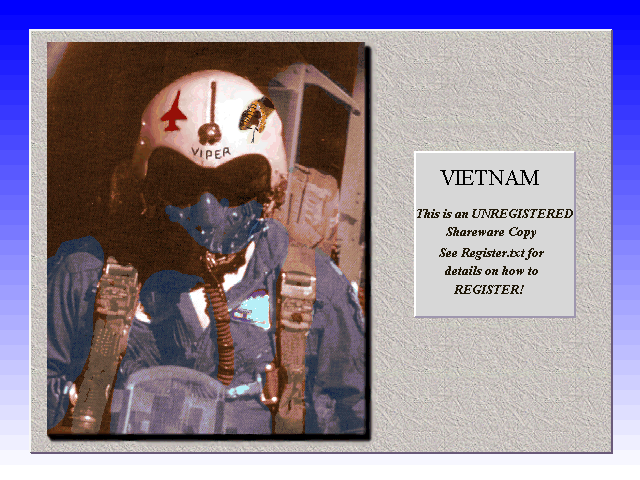 VIPER
VIETNAM
This is an UNREGISTERED
Shareware Copy
See Register.txt for
details on how to
REGISTER!